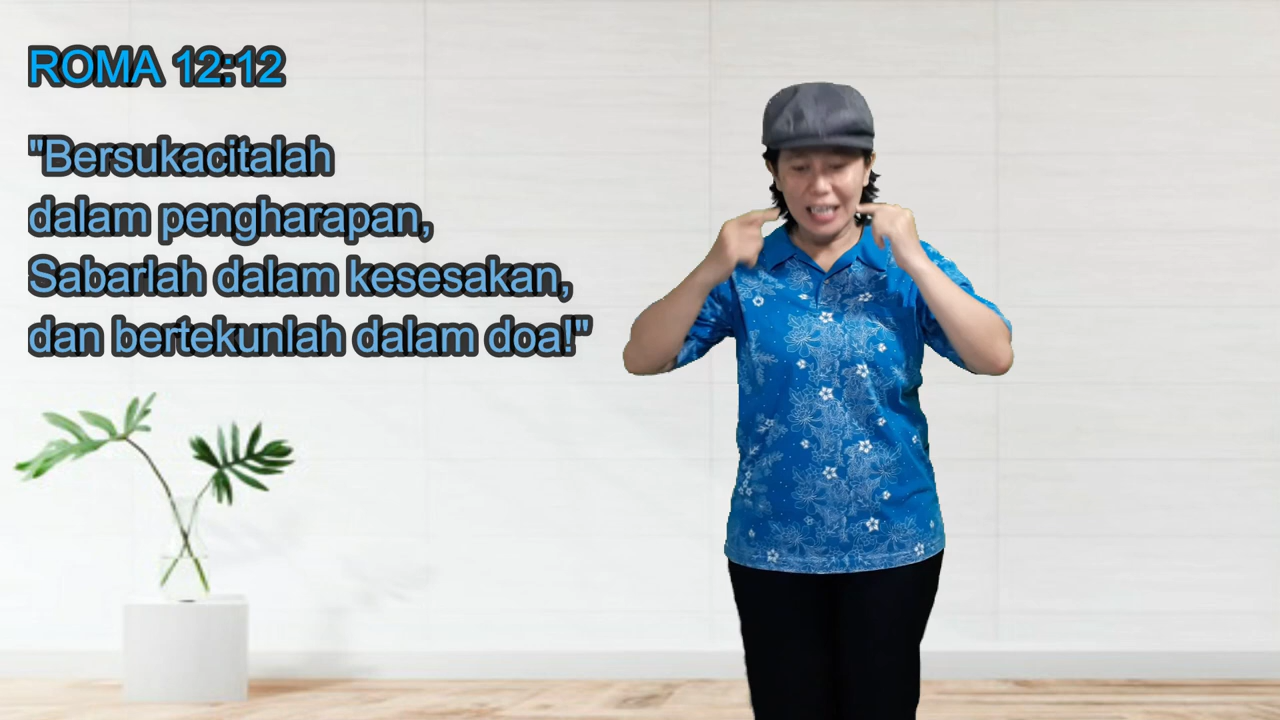 ROMA 12:12
"Bersukacitalah
dalam pengharapan,
Sabarlah dalam kesesakan,
dan bertekunlah dalam doa!"